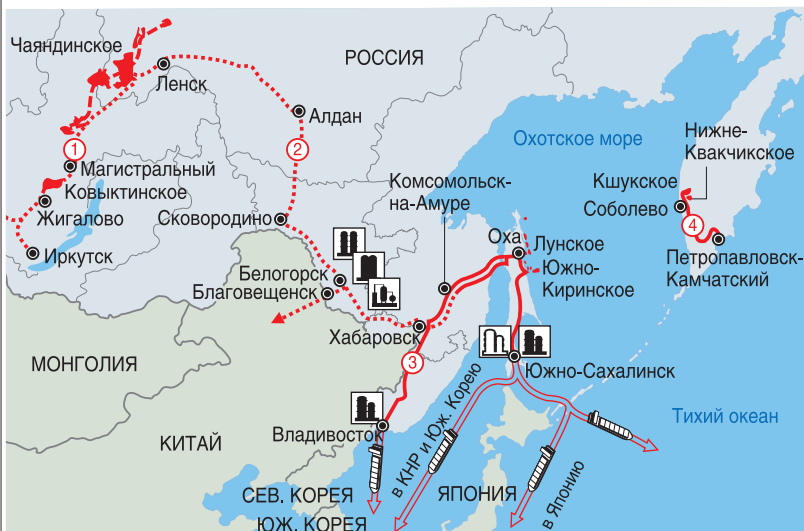 Чаяндинское
РОССИЯ
Ленск
Алдан
Охотское море
Нижне-
Квакчикское
1
2
Магистральный
Ковыктинское
Жигалово
Комсомольск-
на-Амуре
Кшукское
Соболево
4
Сковородино
Иркутск
Оха
Лунское
Южно-
Киринское
Петропавловск-
Камчатский
Белогорск
Благовещенск
Хабаровск
МОНГОЛИЯ
3
Южно-Сахалинск
Тихий океан
КИТАЙ
Владивосток
в КНР и Юж. Корею
СЕВ. КОРЕЯ
ЯПОНИЯ
в Японию
ЮЖ. КОРЕЯ